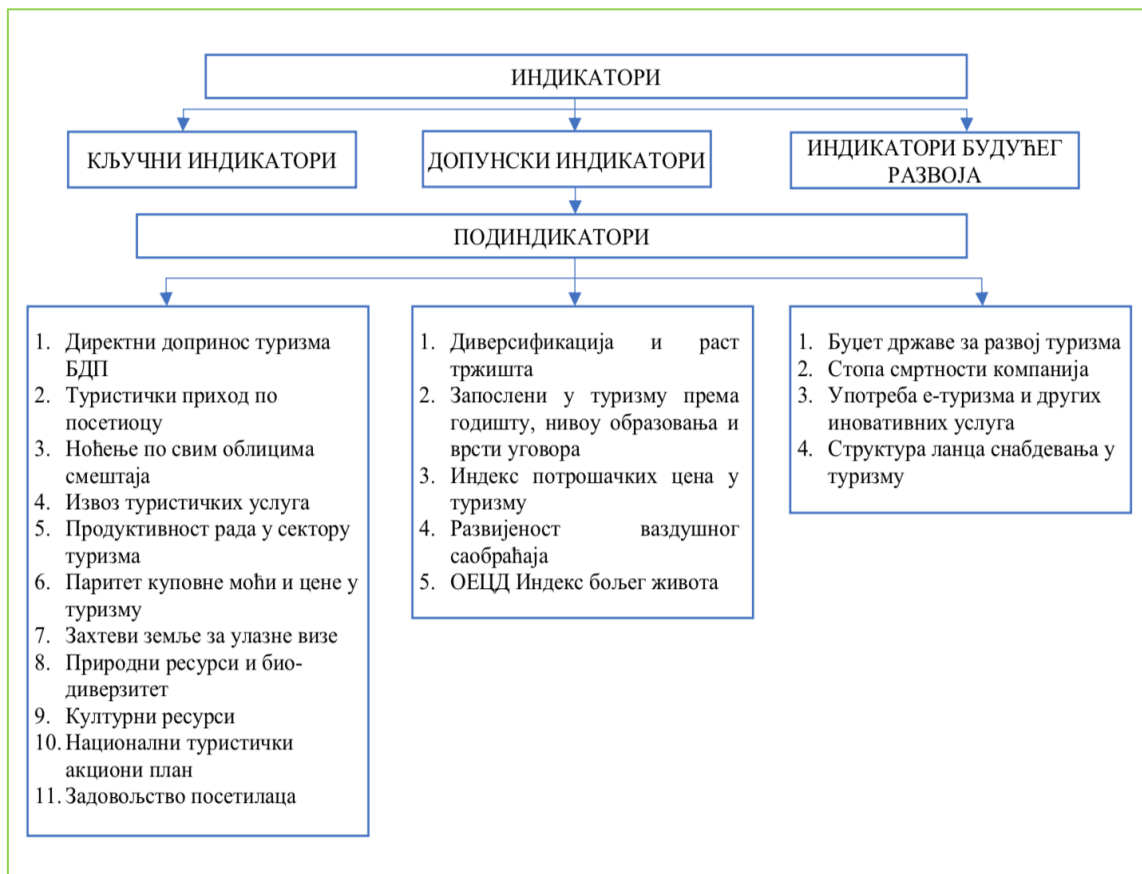 ИНДИКАТОРИ
КЉУЧНИ ИНДИКАТОРИ
ДОПУНСКИ ИНДИКАТОРИ
ИНДИКАТОРИ БУДУЋЕГ
РАЗВОЈА
ПОДИНДИКАТОРИ
1. Директни допринос туризма
БДП
2. Туристички приход по
посетиоцу
3. Ноћење по свим облицима
смештаја
4. Извоз туристичких услуга
5. Продуктивност рада у сектору
туризма
6. Паритет куповне моћи и цене у
туризму
7. Захтеви земље за улазне визе
8. Природни ресурси и био-
диверзитет
9. Културни ресурси
10. Национални туристички
акциони план
11. Задовољство посетилаца
1. Диверсификација и раст
тржишта
2. Запослени у туризму према
годишту, нивоу образовања и
врсти уговора
3. Индекс потрошачких цена у
туризму
4. Развијеност ваздушног
саобраћаја
5. ОЕЦД Индекс бољег живота
1. Буџет државе за развој туризма
2. Стопа смртности компанија
3. Употреба е-туризма и других
иновативних услуга
4. Структура ланца снабдевања у
туризму